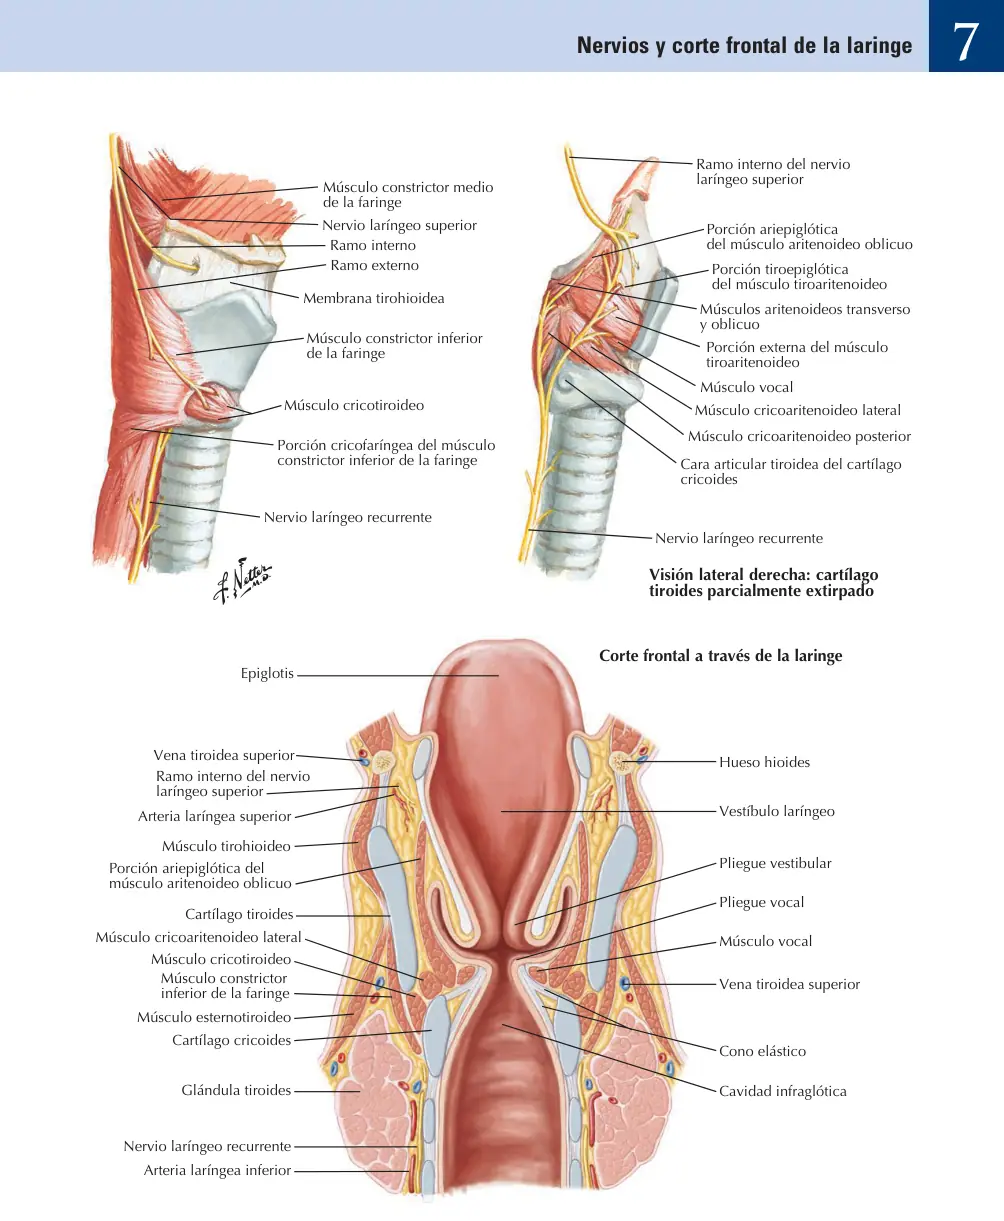 Nervios y corte frontal de la laringe
7
Músculo constrictor medio
de la faringe
Nervio laríngeo superior
Ramo interno
Ramo externo
Membrana tirohioidea
Músculo constrictor inferior
de la faringe
Músculo cricotiroideo
Porción cricofaríngea del músculo
constrictor inferior de la faringe
Nervio laríngeo recurrente
F. Netter
M.D.
Ramo interno del nervio
laríngeo superior
Porción ariepiglótica
del músculo aritenoideo oblicuo
Porción tiroepiglótica
del músculo tiroaritenoideo
Músculos aritenoideos transverso
y oblicuo
Porción externa del músculo
tiroaritenoideo
Músculo vocal
Músculo cricoaritenoideo lateral
Músculo cricoaritenoideo posterior
Cara articular tiroidea del cartílago
cricoides
Nervio laríngeo recurrente
Visión lateral derecha: cartílago
tiroides parcialmente extirpado
Corte frontal a través de la laringe
Epiglotis
Vena tiroidea superior
Ramo interno del nervio
laríngeo superior
Arteria laríngea superior
Músculo tirohioideo
Porción ariepiglótica del
músculo aritenoideo oblicuo
Cartílago tiroides
Músculo cricoaritenoideo lateral
Músculo cricotiroideo
Músculo constrictor
inferior de la faringe
Músculo esternotiroideo
Cartílago cricoides
Glándula tiroides
Nervio laríngeo recurrente
Arteria laríngea inferior
Hueso hioides
Vestíbulo laríngeo
Pliegue vestibular
Pliegue vocal
Músculo vocal
Vena tiroidea superior
Cono elástico
Cavidad infraglótica